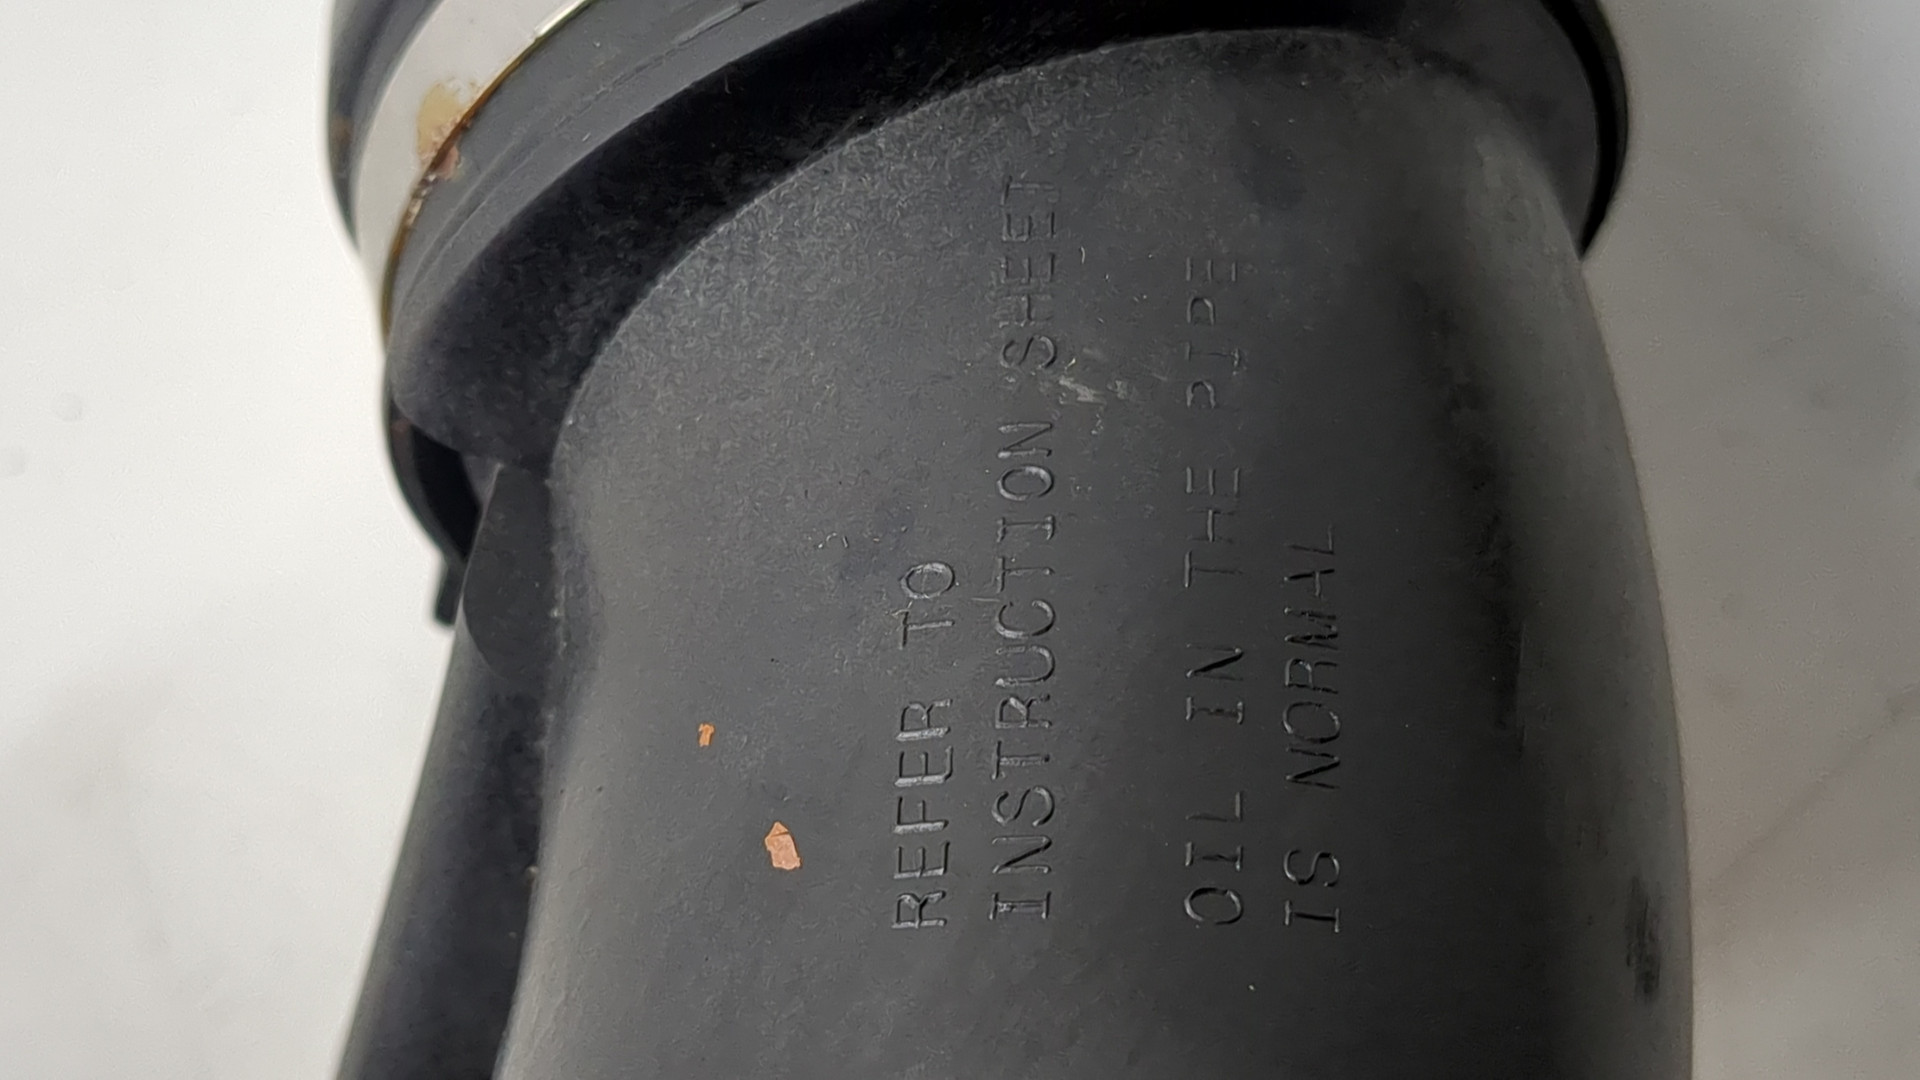 REFER TO
INSTRUCTION SHEET
OIL IN THE PIPE
IS NORMAL